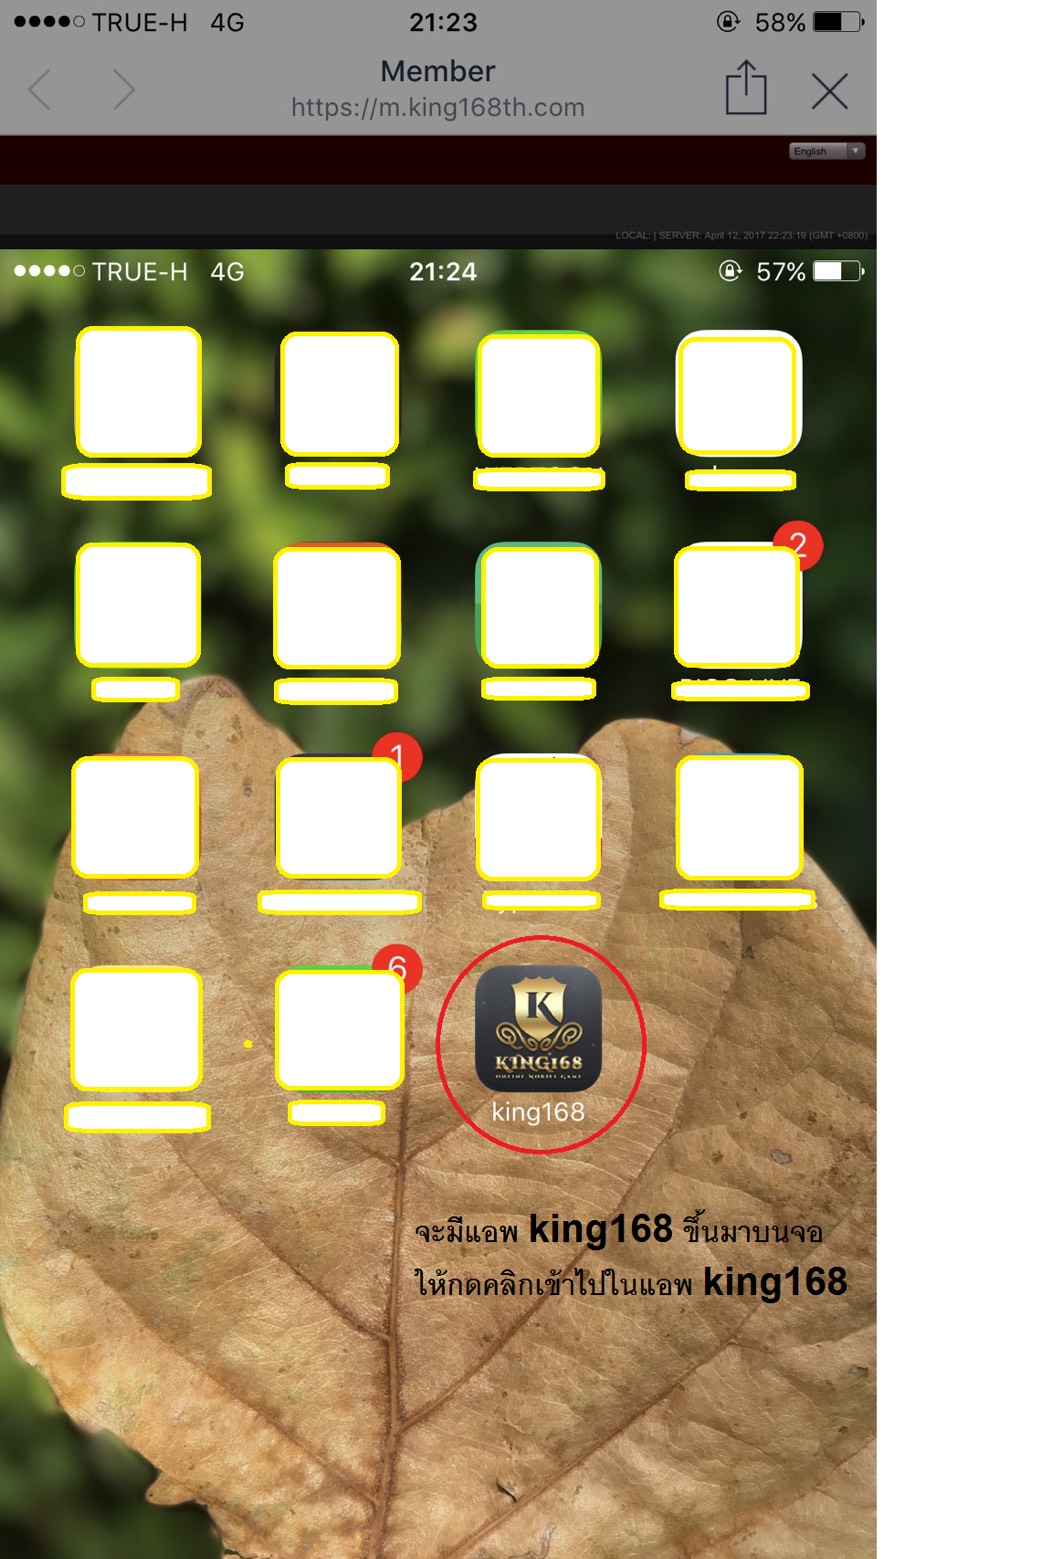 TRUE-H 4G 21:23 58%
Member
https://m.king168th.com
English
LOCAL: | SERVER: April 12, 2017 22:23:19 (GMT +0800)
TRUE-H 4G 21:24 57%
2
1
6
K
KING168
ONLINE MOBILE GAME
king168
จะมีแอพ king168 ขึ้นมาบนจอ
ให้กดคลิกเข้าไปในแอพ king168